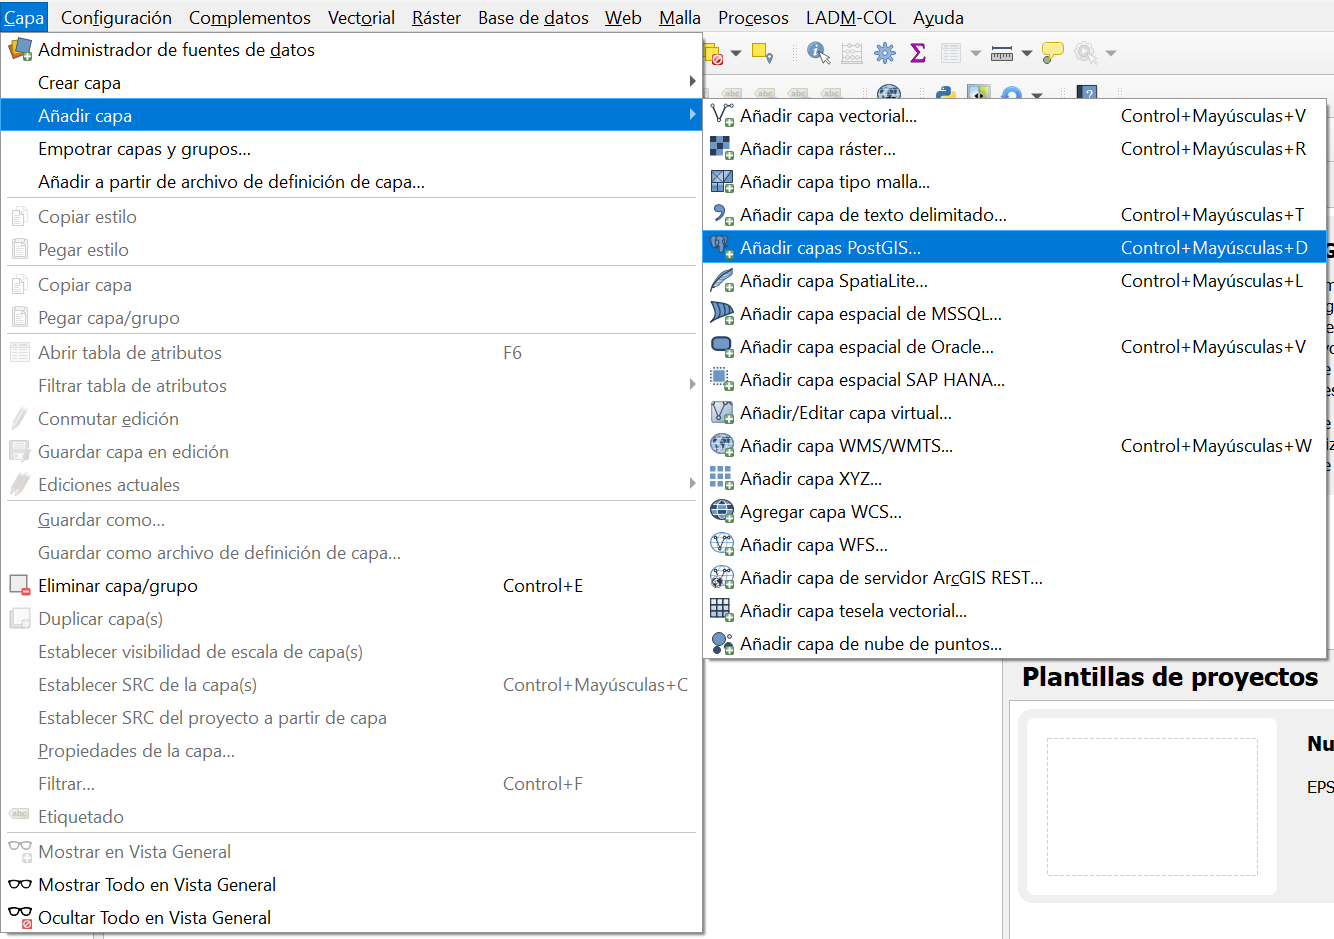 Capa Configuración Complementos Vectorial Ráster Base de datos Web Malla Procesos LADM-COL Ayuda
Administrador de fuentes de datos
Crear capa
Añadir capa
Empotrar capas y grupos...
Añadir a partir de archivo de definición de capa...
Copiar estilo
Pegar estilo
Copiar capa
Pegar capa/grupo
Abrir tabla de atributos F6
Filtrar tabla de atributos
Conmutar edición
Guardar capa en edición
Ediciones actuales
Guardar como...
Guardar como archivo de definición de capa...
Eliminar capa/grupo Control+E
Duplicar capa(s)
Establecer visibilidad de escala de capa(s)
Establecer SRC de la capa(s) Control+Mayúsculas+C
Establecer SRC del proyecto a partir de capa
Propiedades de la capa...
Filtrar... Control+F
abc Etiquetado
Mostrar en Vista General
Mostrar Todo en Vista General
Ocultar Todo en Vista General
abc abc abc abc
Añadir capa vectorial... Control+Mayúsculas+V
Añadir capa ráster... Control+Mayúsculas+R
Añadir capa tipo malla...
Añadir capa de texto delimitado... Control+Mayúsculas+T
Añadir capas PostGIS... Control+Mayúsculas+D
Añadir capa SpatiaLite... Control+Mayúsculas+L
Añadir capa espacial de MSSQL...
Añadir capa espacial de Oracle... Control+Mayúsculas+V
Añadir capa espacial SAP HANA...
Añadir/Editar capa virtual...
Añadir capa WMS/WMTS... Control+Mayúsculas+W
Añadir capa XYZ...
Agregar capa WCS...
Añadir capa WFS...
Añadir capa de servidor ArcGIS REST...
Añadir capa tesela vectorial...
Añadir capa de nube de puntos...
Plantillas de proyectos
Nu
EPS